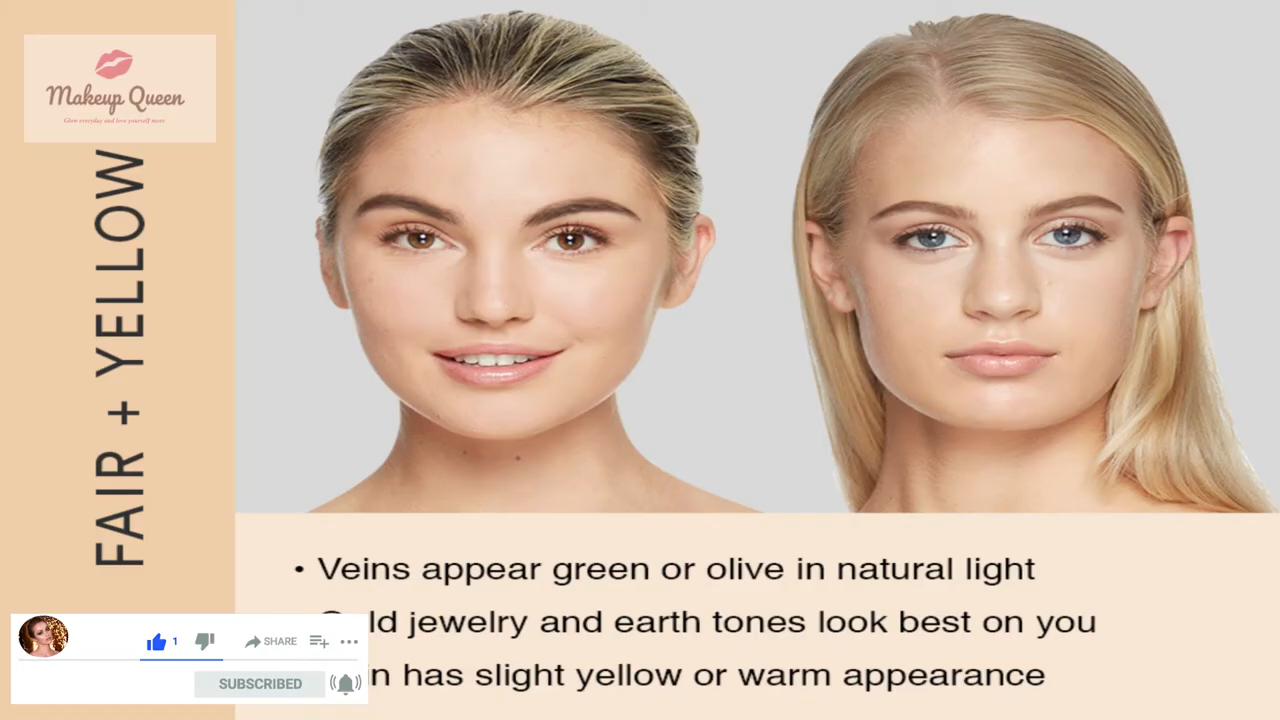 Makeup Queen
Glow everyday and love yourself more
FAIR + YELLOW
• Veins appear green or olive in natural light
ld jewelry and earth tones look best on you
in has slight yellow or warm appearance
1
SHARE
SUBSCRIBED